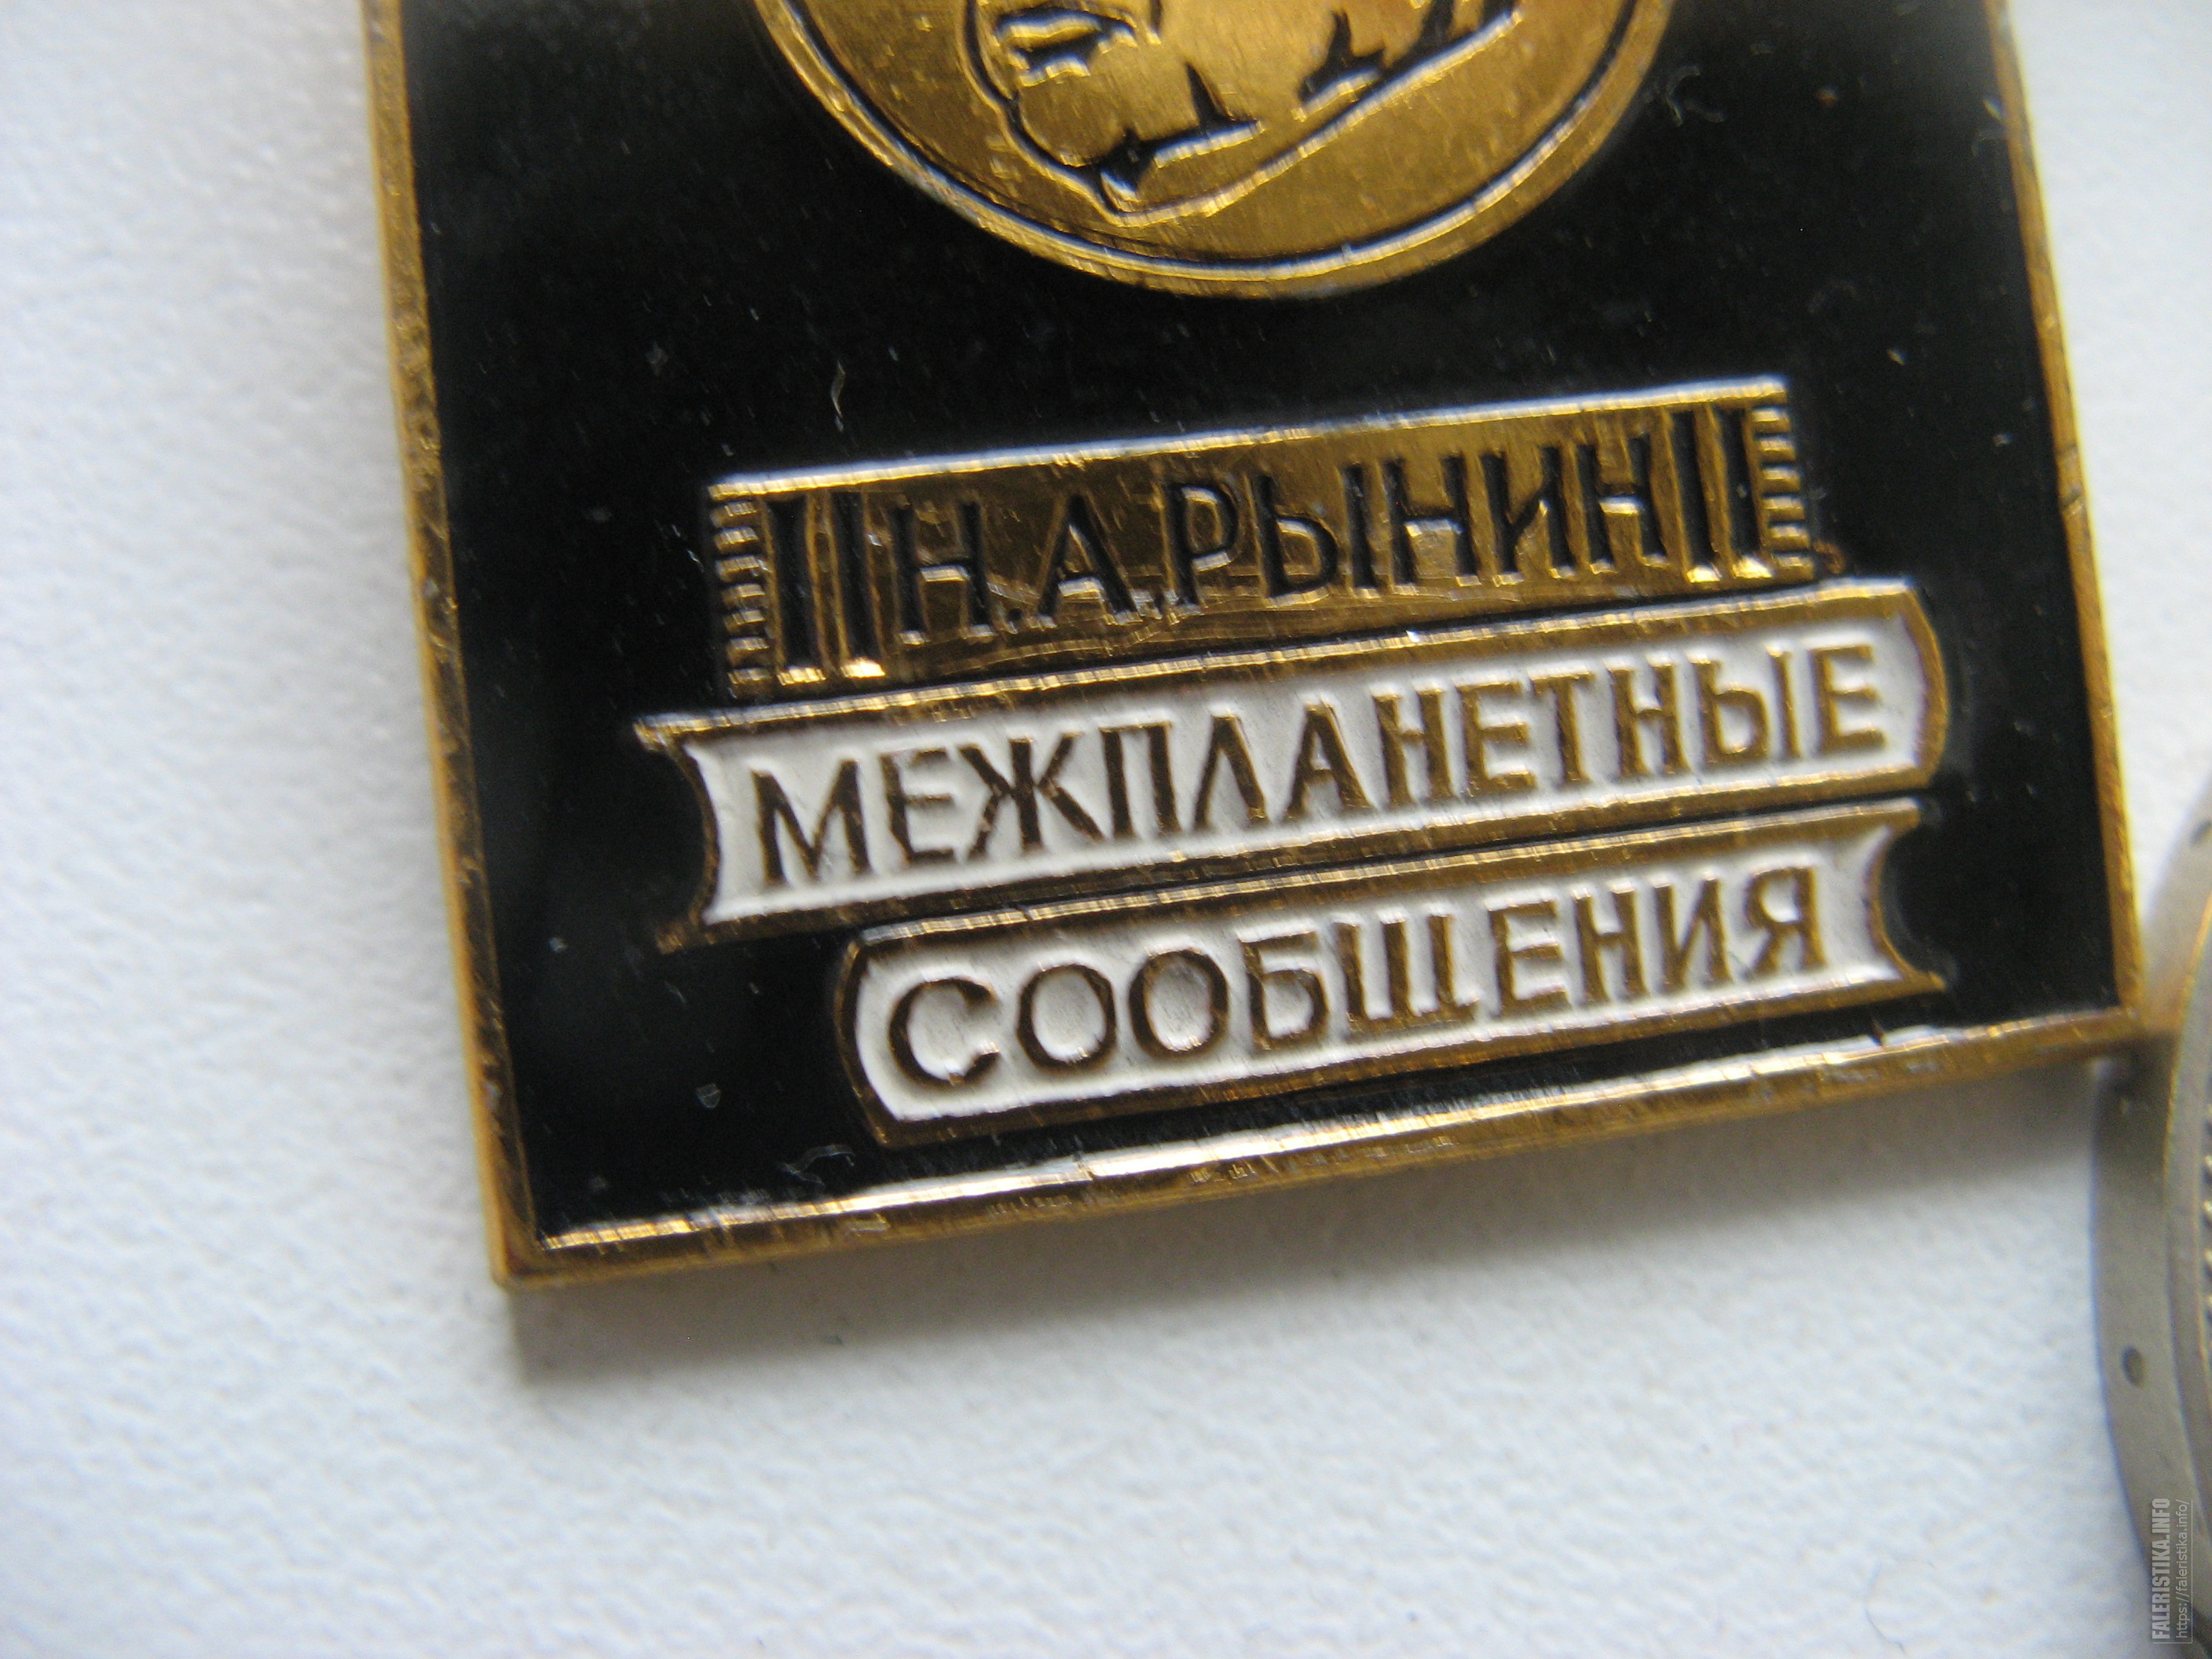 Н.А.РЫНИН
МЕЖПЛАНЕТНЫЕ
СООБЩЕНИЯ
FALERISTIKA.INFO
https://faleristika.info/